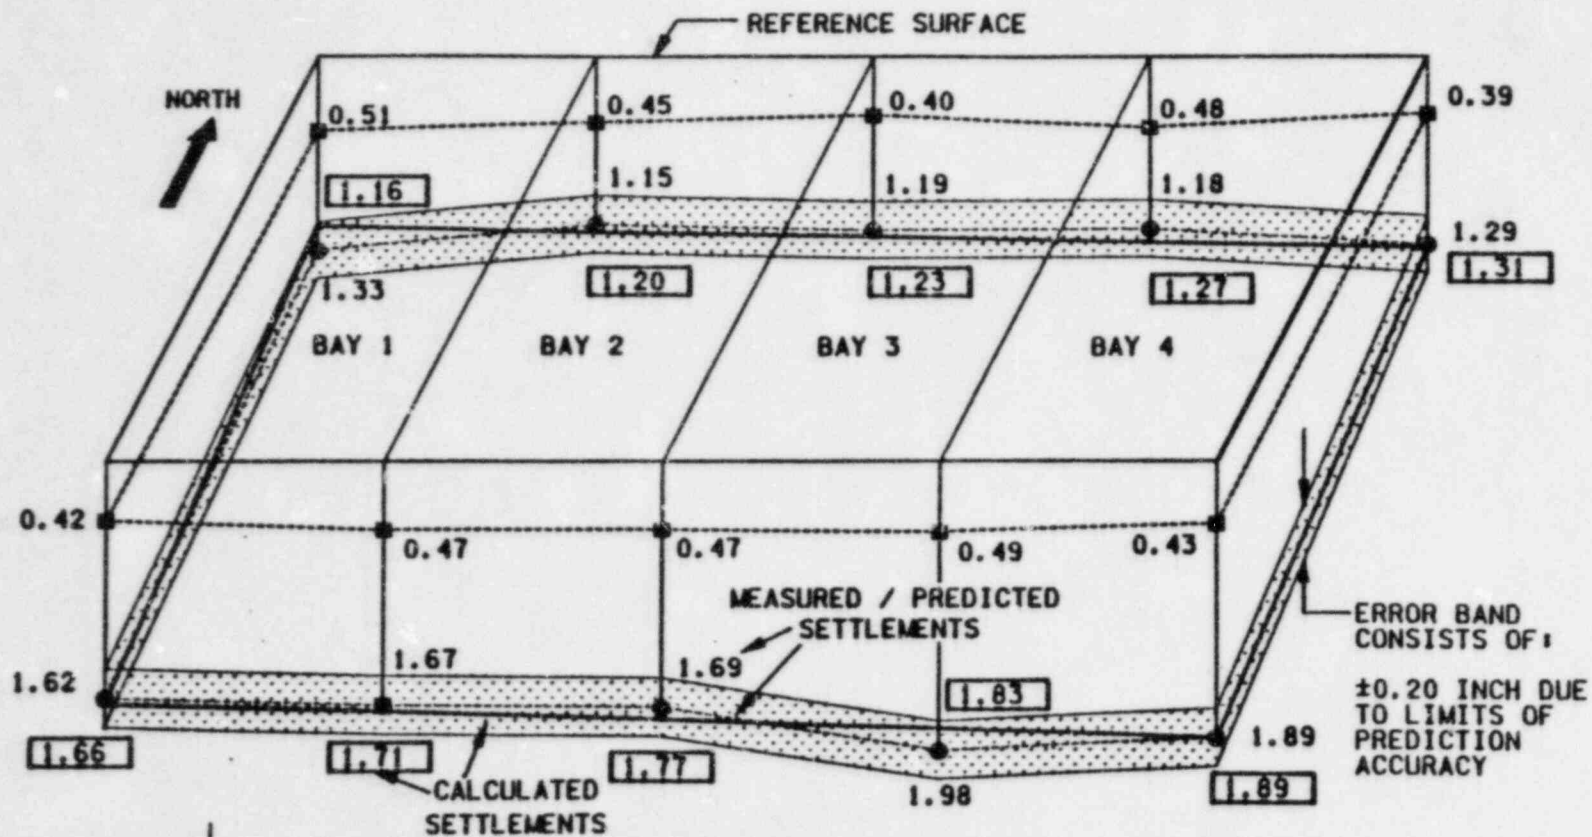 REFERENCE SURFACE
NORTH
0.51
0.45
0.40
0.48
0.39
1.16
1.15
1.19
1.18
1.29
1.33
1.20
1.23
1.27
1.31
BAY 1
BAY 2
BAY 3
BAY 4
0.42
0.47
0.47
0.49
0.43
MEASURED / PREDICTED
SETTLEMENTS
ERROR BAND
CONSISTS OF:
±0.20 INCH DUE
TO LIMITS OF
PREDICTION
ACCURACY
1.62
1.67
1.69
1.83
1.89
1.66
1.71
1.77
1.98
1.89
CALCULATED
SETTLEMENTS